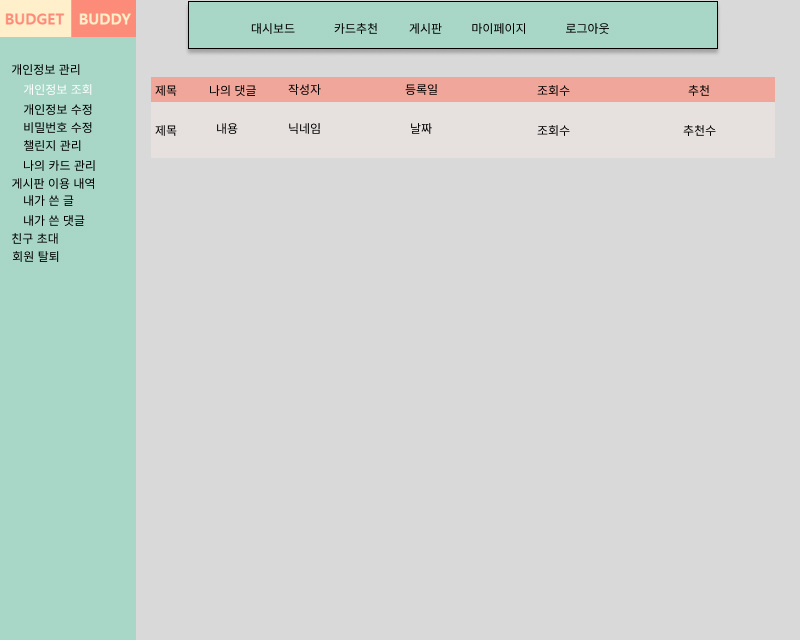 BUDGET BUDDY
대시보드 카드추천 게시판 마이페이지 로그아웃
개인정보 관리
개인정보 조회
개인정보 수정
비밀번호 수정
챌린지 관리
나의 카드 관리
게시판 이용 내역
내가 쓴 글
내가 쓴 댓글
친구 초대
회원 탈퇴
제목 나의 댓글 작성자 등록일 조회수 추천
제목 내용 닉네임 날짜 조회수 추천수